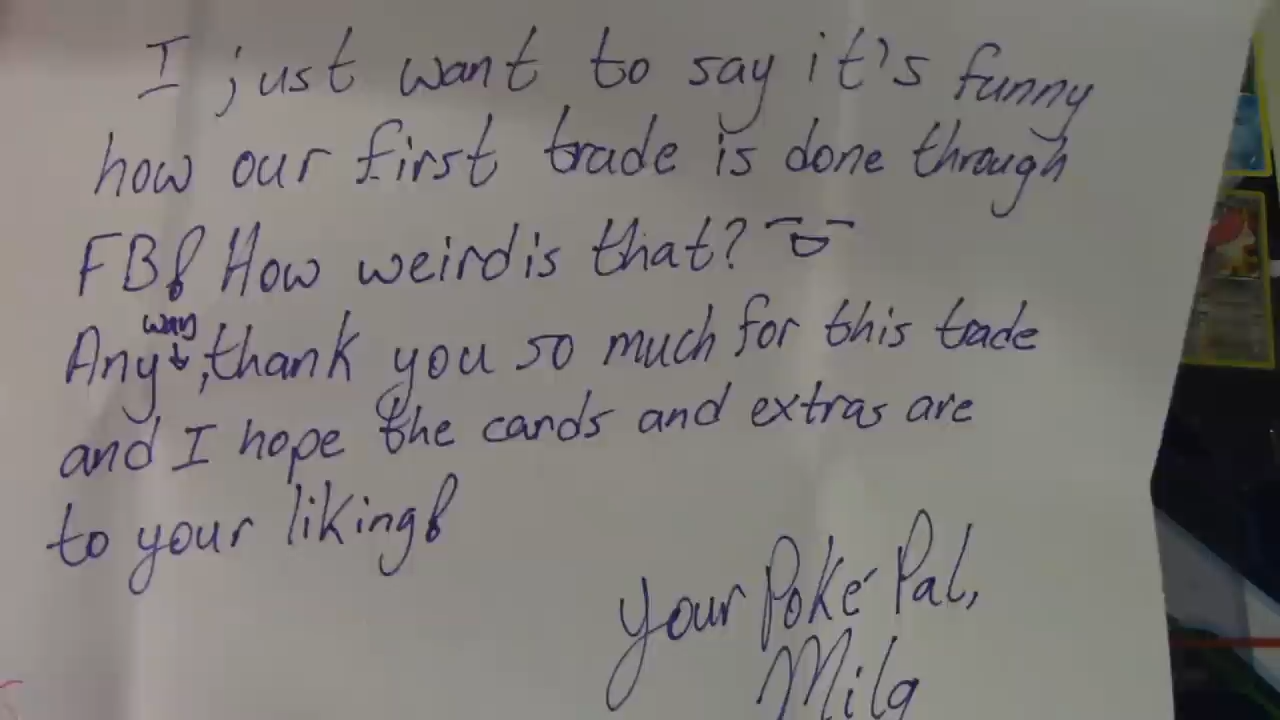 I just want to say it's funny
how our first trade is done through
FB! How weird is that?
Anyway, thank you so much for this trade
and I hope the cards and extras are
to your liking!
Your Poké Pal,